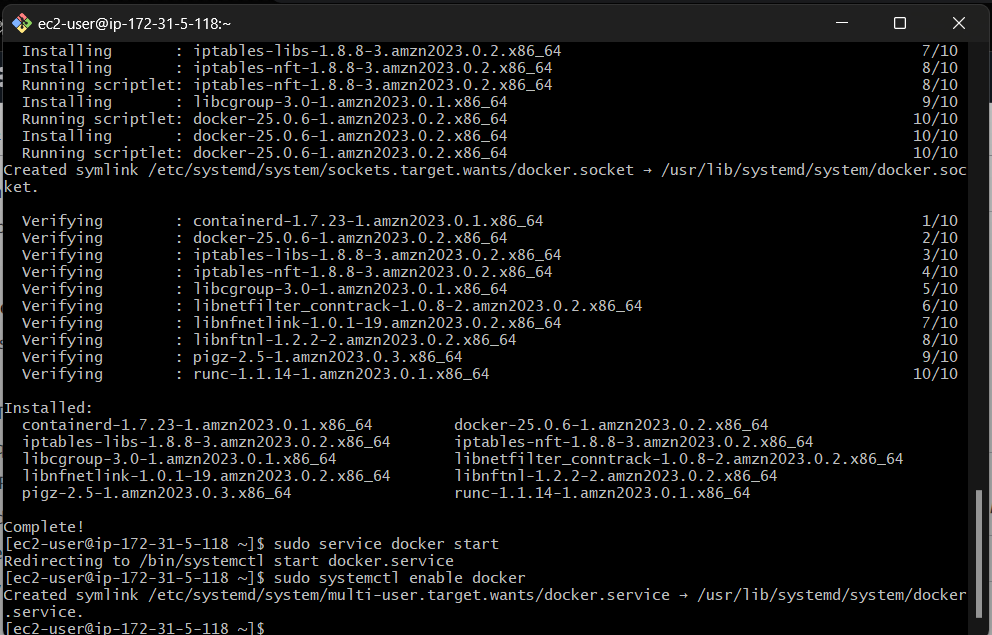 ec2-user@ip-172-31-5-118:~
Installing       : iptables-libs-1.8.8-3.amzn2023.0.2.x86_64                                        7/10
Installing       : iptables-nft-1.8.8-3.amzn2023.0.2.x86_64                                         8/10
Running scriptlet: iptables-nft-1.8.8-3.amzn2023.0.2.x86_64                                         8/10
Installing       : libcgroup-3.0-1.amzn2023.0.1.x86_64                                              9/10
Running scriptlet: docker-25.0.6-1.amzn2023.0.2.x86_64                                             10/10
Installing       : docker-25.0.6-1.amzn2023.0.2.x86_64                                             10/10
Running scriptlet: docker-25.0.6-1.amzn2023.0.2.x86_64                                             10/10
Created symlink /etc/systemd/system/sockets.target.wants/docker.socket → /usr/lib/systemd/system/docker.soc
ket.
Verifying        : containerd-1.7.23-1.amzn2023.0.1.x86_64                                          1/10
Verifying        : docker-25.0.6-1.amzn2023.0.2.x86_64                                              2/10
Verifying        : iptables-libs-1.8.8-3.amzn2023.0.2.x86_64                                        3/10
Verifying        : iptables-nft-1.8.8-3.amzn2023.0.2.x86_64                                         4/10
Verifying        : libcgroup-3.0-1.amzn2023.0.1.x86_64                                              5/10
Verifying        : libnetfilter_conntrack-1.0.8-2.amzn2023.0.2.x86_64                               6/10
Verifying        : libnfnetlink-1.0.1-19.amzn2023.0.2.x86_64                                        7/10
Verifying        : libnftnl-1.2.2-2.amzn2023.0.2.x86_64                                             8/10
Verifying        : pigz-2.5-1.amzn2023.0.3.x86_64                                                   9/10
Verifying        : runc-1.1.14-1.amzn2023.0.1.x86_64                                               10/10
Installed:
containerd-1.7.23-1.amzn2023.0.1.x86_64         docker-25.0.6-1.amzn2023.0.2.x86_64
iptables-libs-1.8.8-3.amzn2023.0.2.x86_64       iptables-nft-1.8.8-3.amzn2023.0.2.x86_64
libcgroup-3.0-1.amzn2023.0.1.x86_64             libnetfilter_conntrack-1.0.8-2.amzn2023.0.2.x86_64
libnfnetlink-1.0.1-19.amzn2023.0.2.x86_64       libnftnl-1.2.2-2.amzn2023.0.2.x86_64
pigz-2.5-1.amzn2023.0.3.x86_64                  runc-1.1.14-1.amzn2023.0.1.x86_64
Complete!
[ec2-user@ip-172-31-5-118 ~]$ sudo service docker start
Redirecting to /bin/systemctl start docker.service
[ec2-user@ip-172-31-5-118 ~]$ sudo systemctl enable docker
Created symlink /etc/systemd/system/multi-user.target.wants/docker.service → /usr/lib/systemd/system/docker
.service.
[ec2-user@ip-172-31-5-118 ~]$